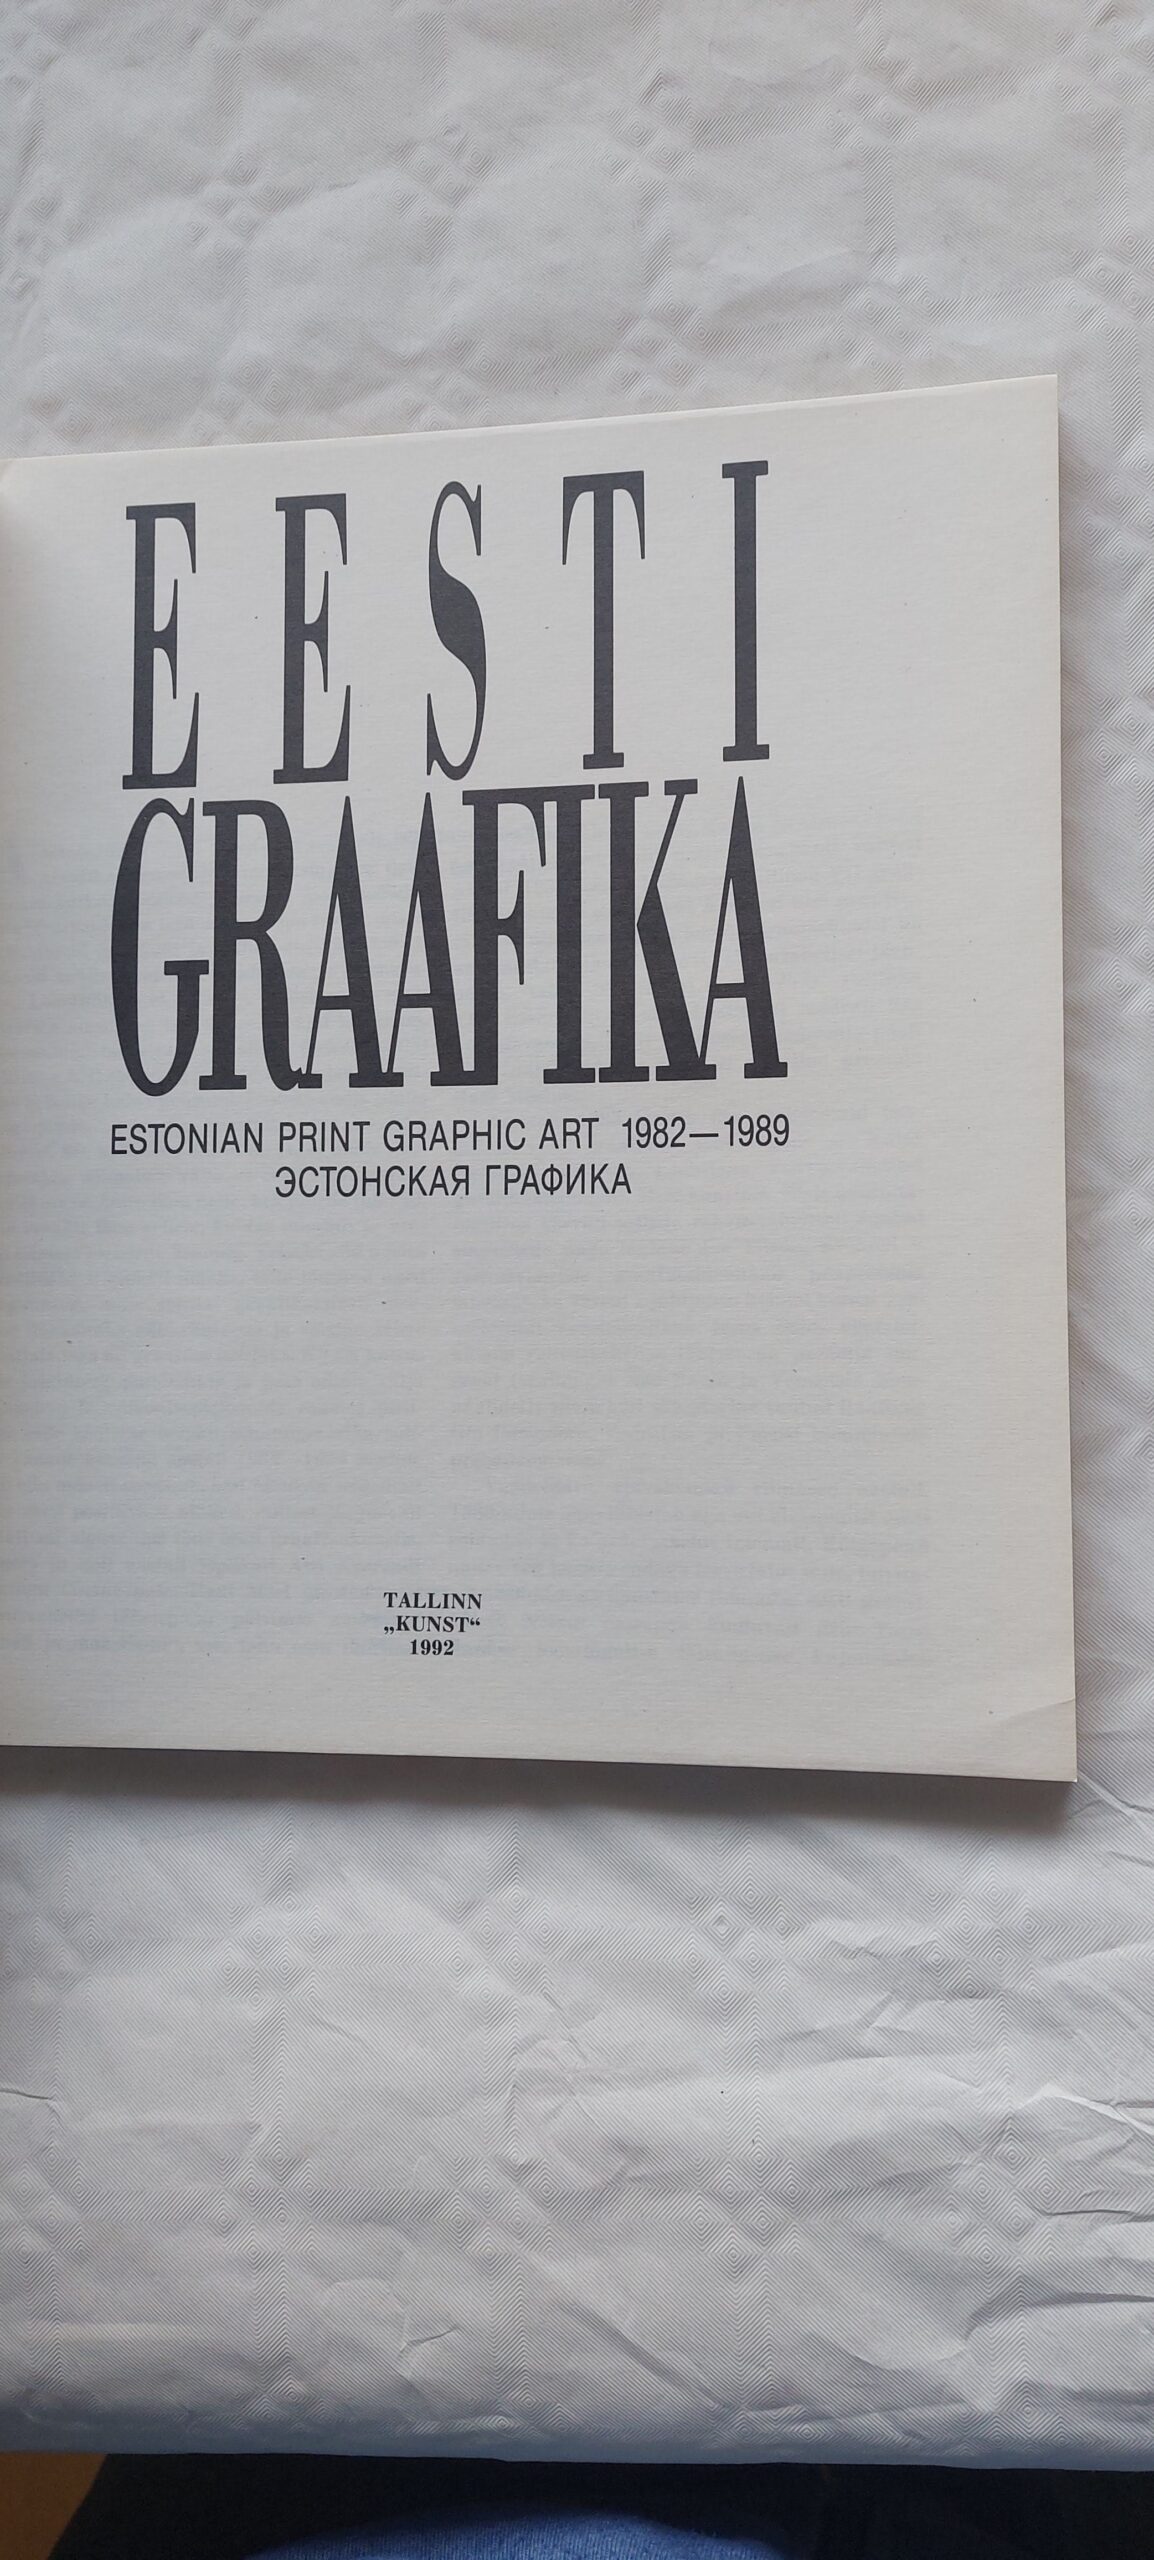 EESTI
GRAAFIKA
ESTONIAN PRINT GRAPHIC ART 1982—1989
ЭСТОНСКАЯ ГРАФИКА
TALLINN
„KUNST“
1992